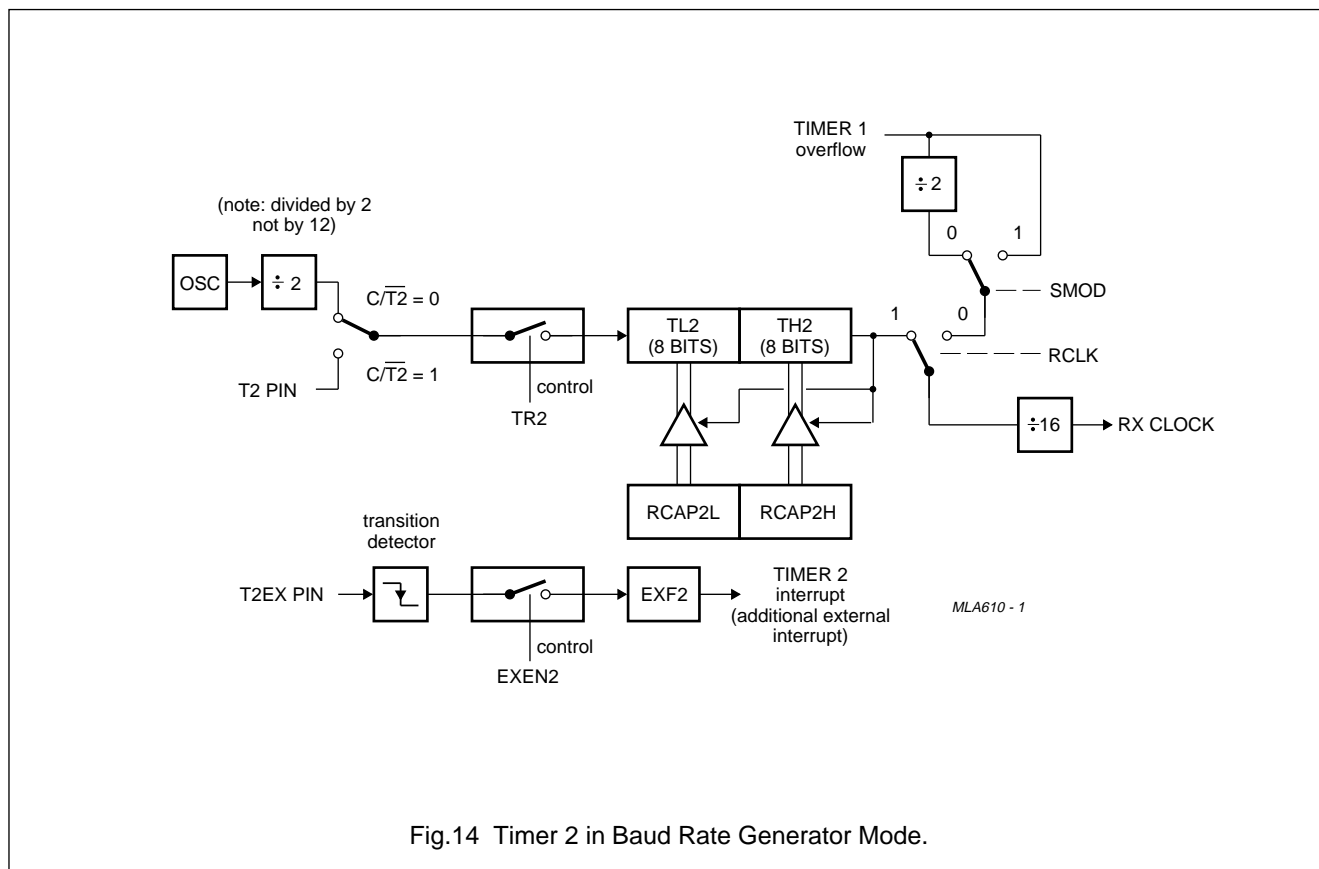 TIMER 1
overflow
÷ 2
(note: divided by 2
not by 12)
0
1
OSC
÷ 2
C/T2̅ = 0
SMOD
1
0
TL2
(8 BITS)
TH2
(8 BITS)
RCLK
C/T2̅ = 1
T2 PIN
control
TR2
÷16
RX CLOCK
RCAP2L
RCAP2H
transition
detector
T2EX PIN
EXF2
TIMER 2
interrupt
(additional external
interrupt)
MLA610 - 1
control
EXEN2
Fig.14 Timer 2 in Baud Rate Generator Mode.